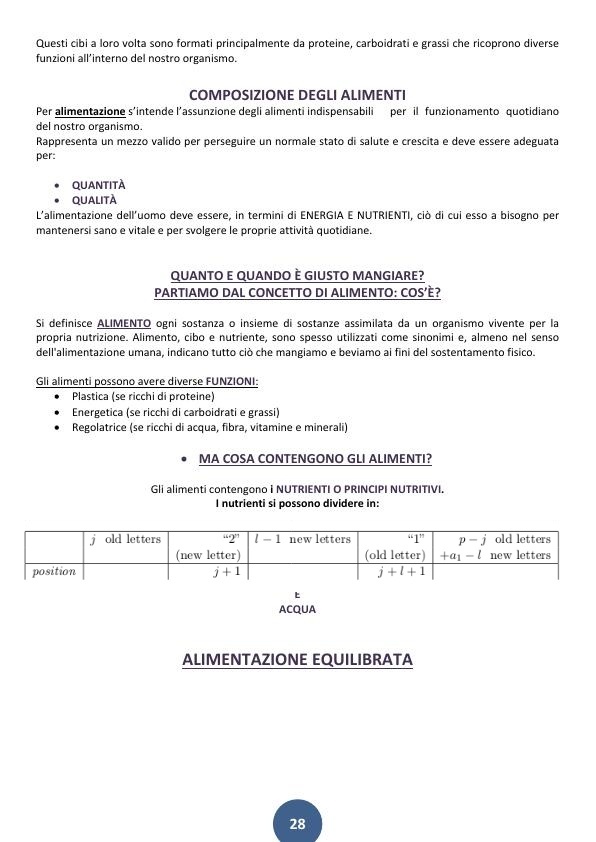 Questi cibi a loro volta sono formati principalmente da proteine, carboidrati e grassi che ricoprono diverse
funzioni all’interno del nostro organismo.
COMPOSIZIONE DEGLI ALIMENTI
Per alimentazione s’intende l’assunzione degli alimenti indispensabili per il funzionamento quotidiano
del nostro organismo.
Rappresenta un mezzo valido per perseguire un normale stato di salute e crescita e deve essere adeguata
per:
• QUANTITÀ
• QUALITÀ
L’alimentazione dell’uomo deve essere, in termini di ENERGIA E NUTRIENTI, ciò di cui esso a bisogno per
mantenersi sano e vitale e per svolgere le proprie attività quotidiane.
QUANTO E QUANDO È GIUSTO MANGIARE?
PARTIAMO DAL CONCETTO DI ALIMENTO: COS’È?
Si definisce ALIMENTO ogni sostanza o insieme di sostanze assimilata da un organismo vivente per la
propria nutrizione. Alimento, cibo e nutriente, sono spesso utilizzati come sinonimi e, almeno nel senso
dell'alimentazione umana, indicano tutto ciò che mangiamo e beviamo ai fini del sostentamento fisico.
Gli alimenti possono avere diverse FUNZIONI:
• Plastica (se ricchi di proteine)
• Energetica (se ricchi di carboidrati e grassi)
• Regolatrice (se ricchi di acqua, fibra, vitamine e minerali)
• MA COSA CONTENGONO GLI ALIMENTI?
Gli alimenti contengono i NUTRIENTI O PRINCIPI NUTRITIVI.
I nutrienti si possono dividere in:
j old letters “2” l − 1 new letters “1” p − j old letters
(new letter) (old letter) +a₁ − l new letters
position j + 1 j + l + 1
E
ACQUA
ALIMENTAZIONE EQUILIBRATA
28